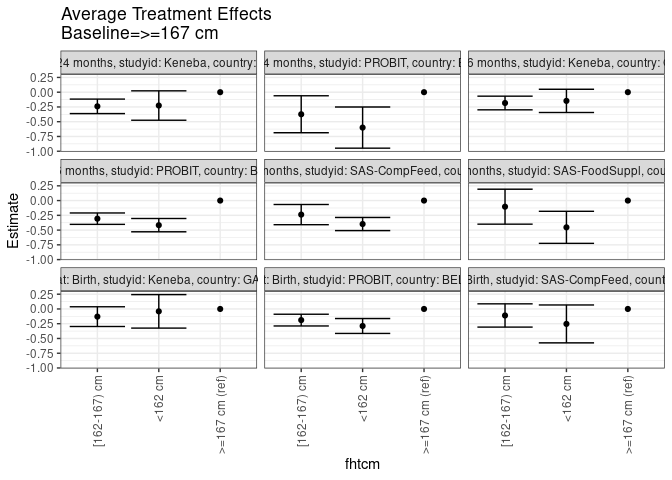 Average Treatment Effects
Baseline=>=167 cm
24 months, studyid: Keneba, country:
4 months, studyid: PROBIT, country:
6 months, studyid: Keneba, country:
months, studyid: PROBIT, country: B
months, studyid: SAS-CompFeed, cou
months, studyid: SAS-FoodSuppl, cou
at: Birth, studyid: Keneba, country: GA
t: Birth, studyid: PROBIT, country: BE
Birth, studyid: SAS-CompFeed, count
0.25
0.00
-0.25
-0.50
-0.75
-1.00
0.25
0.00
-0.25
-0.50
-0.75
-1.00
0.25
0.00
-0.25
-0.50
-0.75
-1.00
Estimate
[162-167) cm
<162 cm
>=167 cm (ref)
[162-167) cm
<162 cm
>=167 cm (ref)
[162-167) cm
<162 cm
>=167 cm (ref)
fhtcm